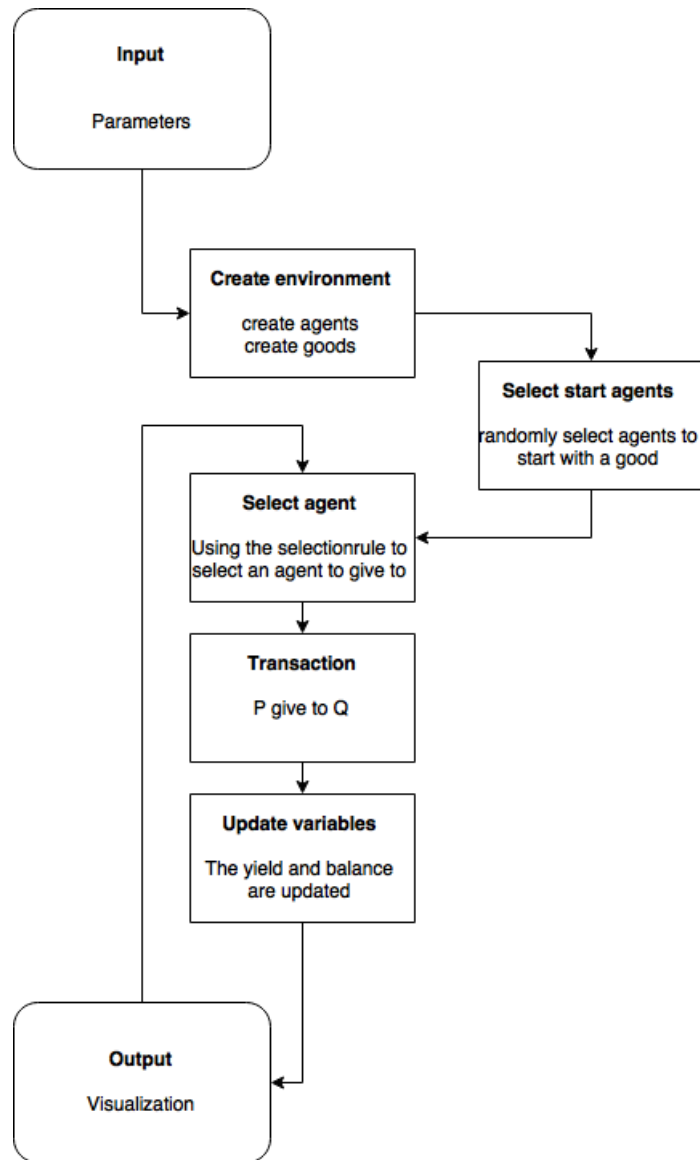 Input
Parameters
Create environment
create agents
create goods
Select start agents
randomly select agents to
start with a good
Select agent
Using the selectionrule to
select an agent to give to
Transaction
P give to Q
Update variables
The yield and balance
are updated
Output
Visualization